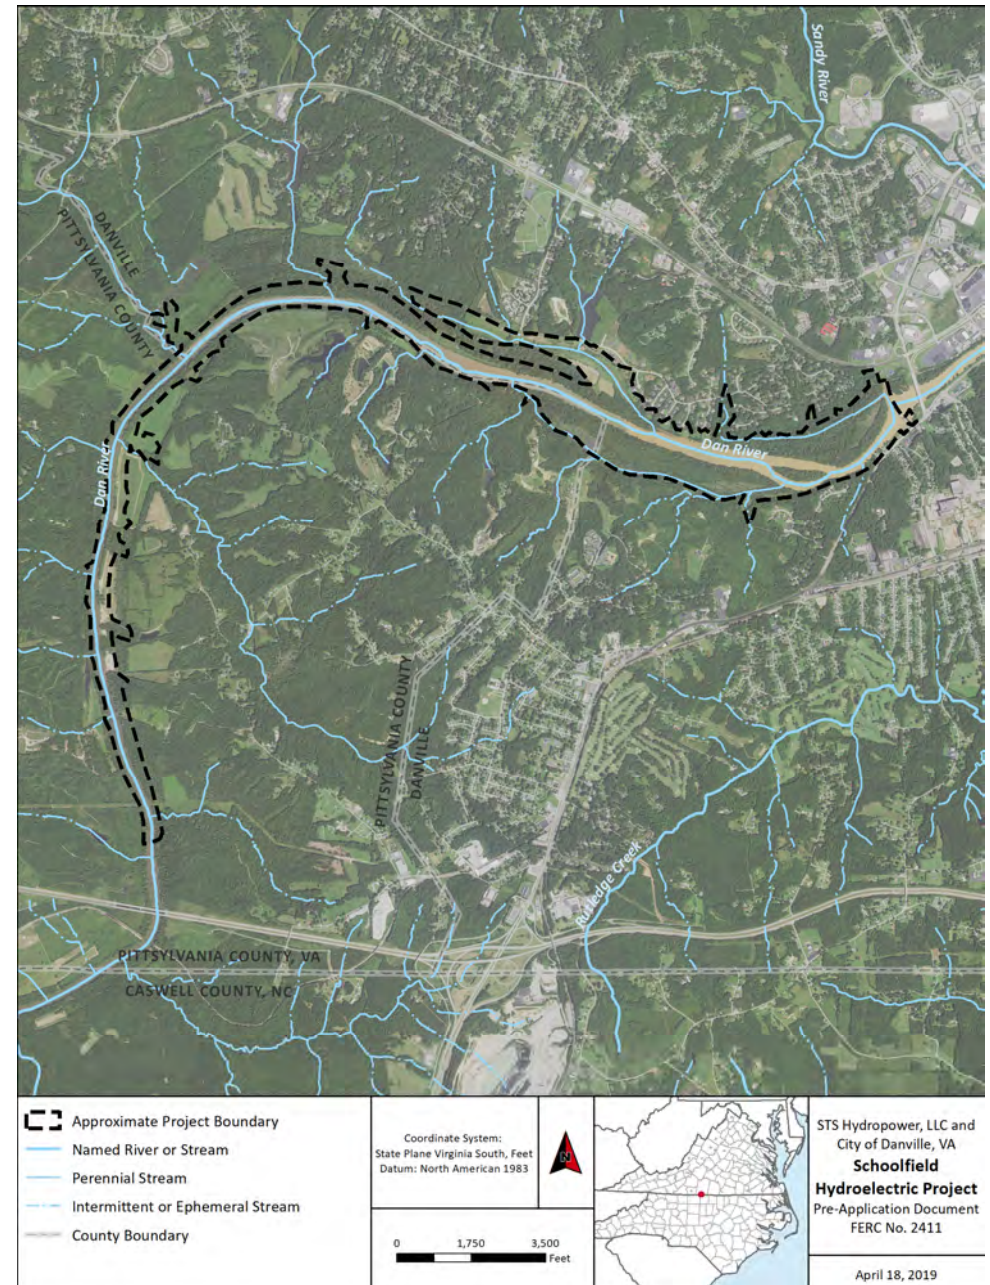 Sandy River
DANVILLE
PITTSYLVANIA COUNTY
Dan River
Dan River
PITTSYLVANIA COUNTY
DANVILLE
Rutledge Creek
PITTSYLVANIA COUNTY, VA
CASWELL COUNTY, NC
Approximate Project Boundary
Named River or Stream
Perennial Stream
Intermittent or Ephemeral Stream
County Boundary
Coordinate System:
State Plane Virginia South, Feet
Datum: North American 1983
N
0 1,750 3,500
Feet
STS Hydropower, LLC and
City of Danville, VA
Schoolfield
Hydroelectric Project
Pre-Application Document
FERC No. 2411
April 18, 2019